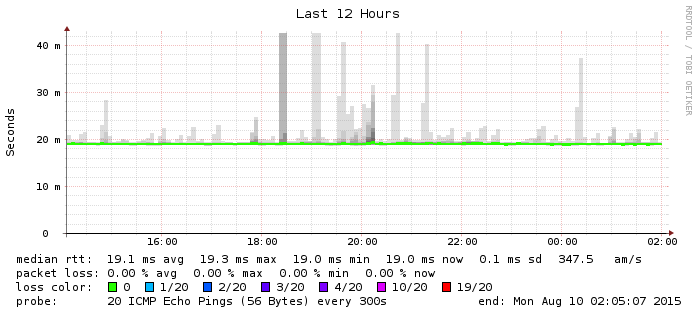 Last 12 Hours
RRDTOOL / TOBI OETIKER
Seconds
40 m
30 m
20 m
10 m
0
16:00 18:00 20:00 22:00 00:00 02:00
median rtt: 19.1 ms avg 19.3 ms max 19.0 ms min 19.0 ms now 0.1 ms sd 347.5 am/s
packet loss: 0.00 % avg 0.00 % max 0.00 % min 0.00 % now
loss color: 0 1/20 2/20 3/20 4/20 10/20 19/20
probe: 20 ICMP Echo Pings (56 Bytes) every 300s end: Mon Aug 10 02:05:07 2015